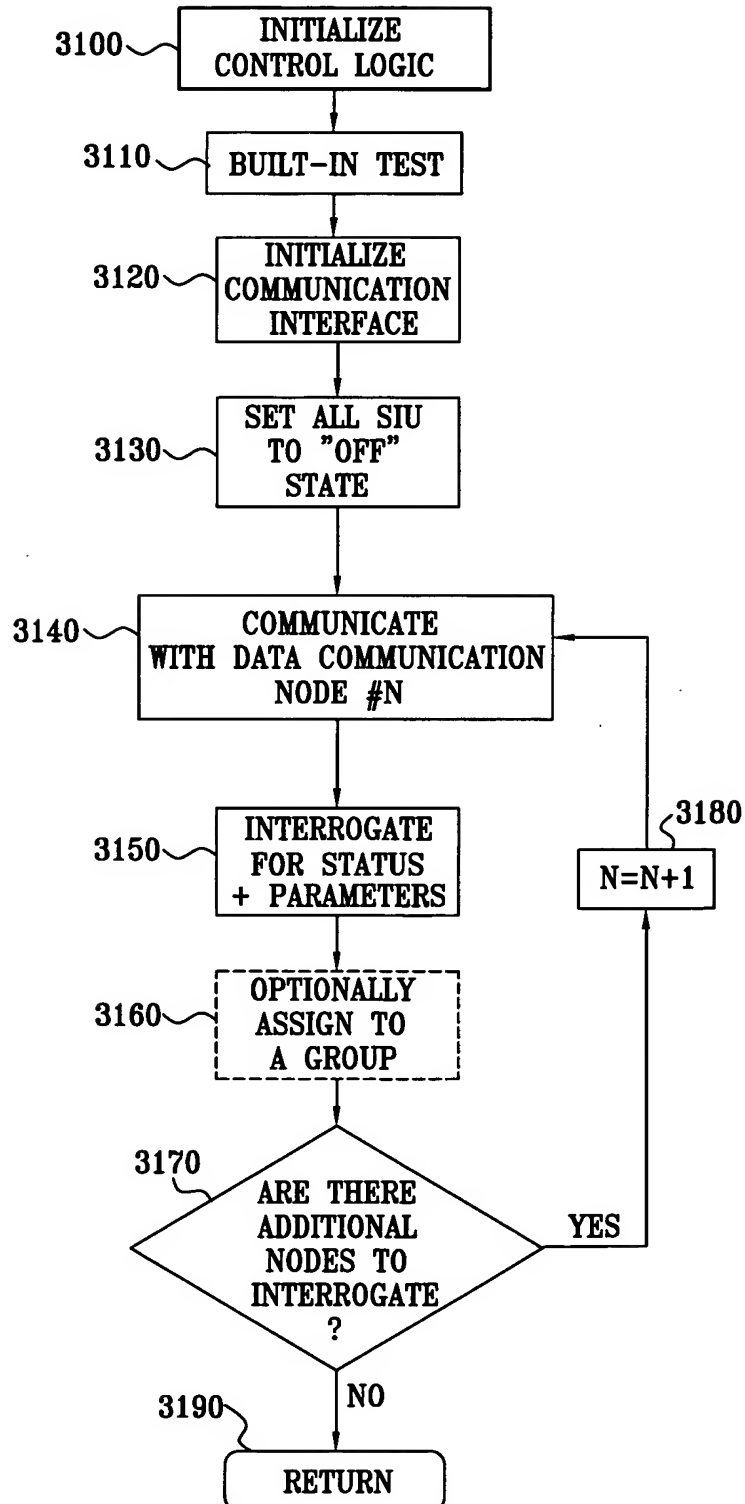 3100
INITIALIZE
CONTROL LOGIC
3110
BUILT-IN TEST
3120
INITIALIZE
COMMUNICATION
INTERFACE
3130
SET ALL SIU
TO "OFF"
STATE
3140
COMMUNICATE
WITH DATA COMMUNICATION
NODE #N
3150
INTERROGATE
FOR STATUS
+ PARAMETERS
3180
N=N+1
3160
OPTIONALLY
ASSIGN TO
A GROUP
3170
ARE THERE
ADDITIONAL
NODES TO
INTERROGATE
?
YES
NO
3190
RETURN